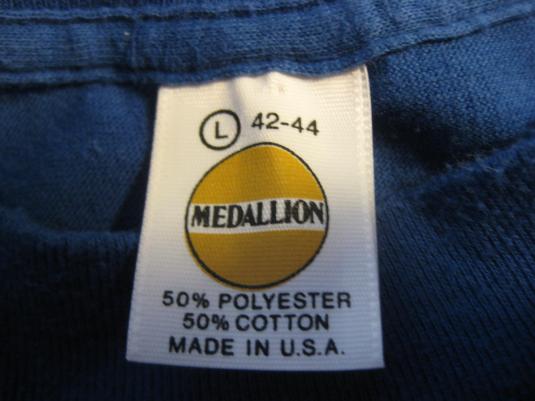 L 42-44
MEDALLION
50% POLYESTER
50% COTTON
MADE IN U.S.A.